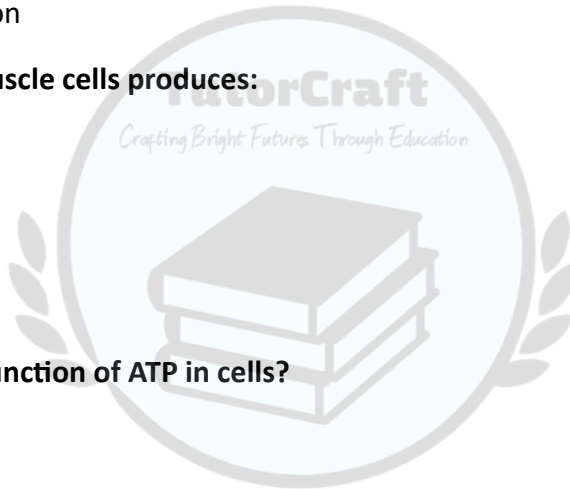 on
uscle cells produces:
TutorCraft
Crafting Bright Futures Through Education
unction of ATP in cells?